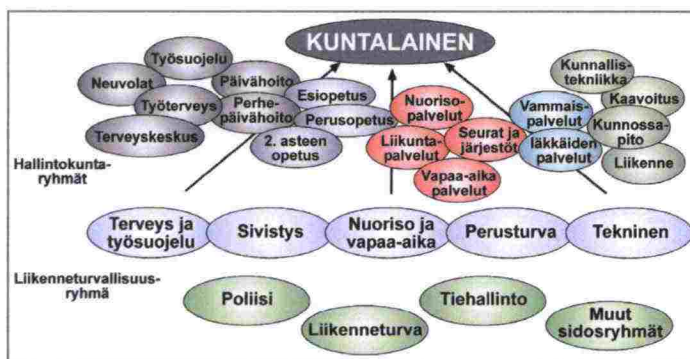 KUNTALAINEN
Työsuojelu
Neuvolat
Päivähoito
Työterveys
Perhe-
päivähoito
Terveyskeskus
Esiopetus
Perusopetus
2. asteen
opetus
Nuoriso-
palvelut
Liikunta-
palvelut
Seurat ja
järjestöt
Vapaa-aika
palvelut
Vammais-
palvelut
Iäkkäiden
palvelut
Kunnallis-
tekniikka
Kaavoitus
Kunnossa-
pito
Liikenne
Hallintokunta-
ryhmät
Terveys ja
työsuojelu
Sivistys
Nuoriso ja
vapaa-aika
Perusturva
Tekninen
Liikenneturvallisuus-
ryhmä
Poliisi
Liikenneturva
Tiehallinto
Muut
sidosryhmät